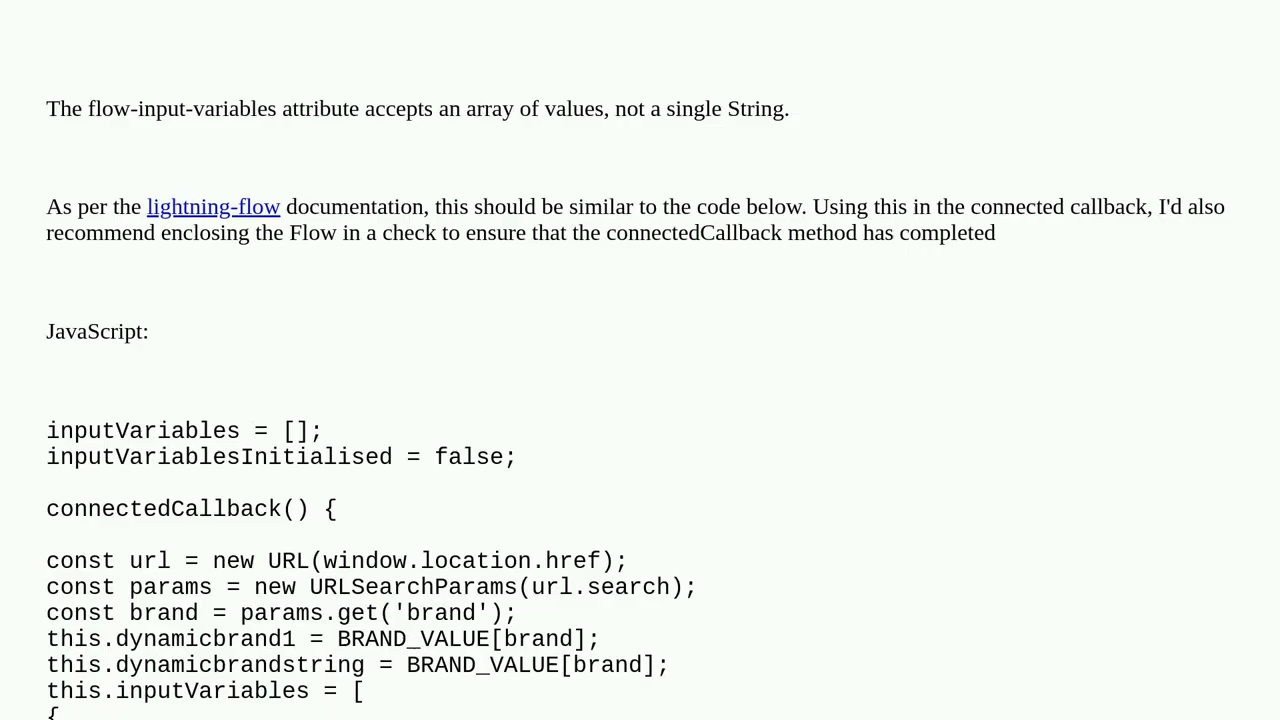 The flow-input-variables attribute accepts an array of values, not a single String.
As per the lightning-flow documentation, this should be similar to the code below. Using this in the connected callback, I'd also
recommend enclosing the Flow in a check to ensure that the connectedCallback method has completed
JavaScript:
inputVariables = [];
inputVariablesInitialised = false;
connectedCallback() {
const url = new URL(window.location.href);
const params = new URLSearchParams(url.search);
const brand = params.get('brand');
this.dynamicbrand1 = BRAND_VALUE[brand];
this.dynamicbrandstring = BRAND_VALUE[brand];
this.inputVariables = [
{